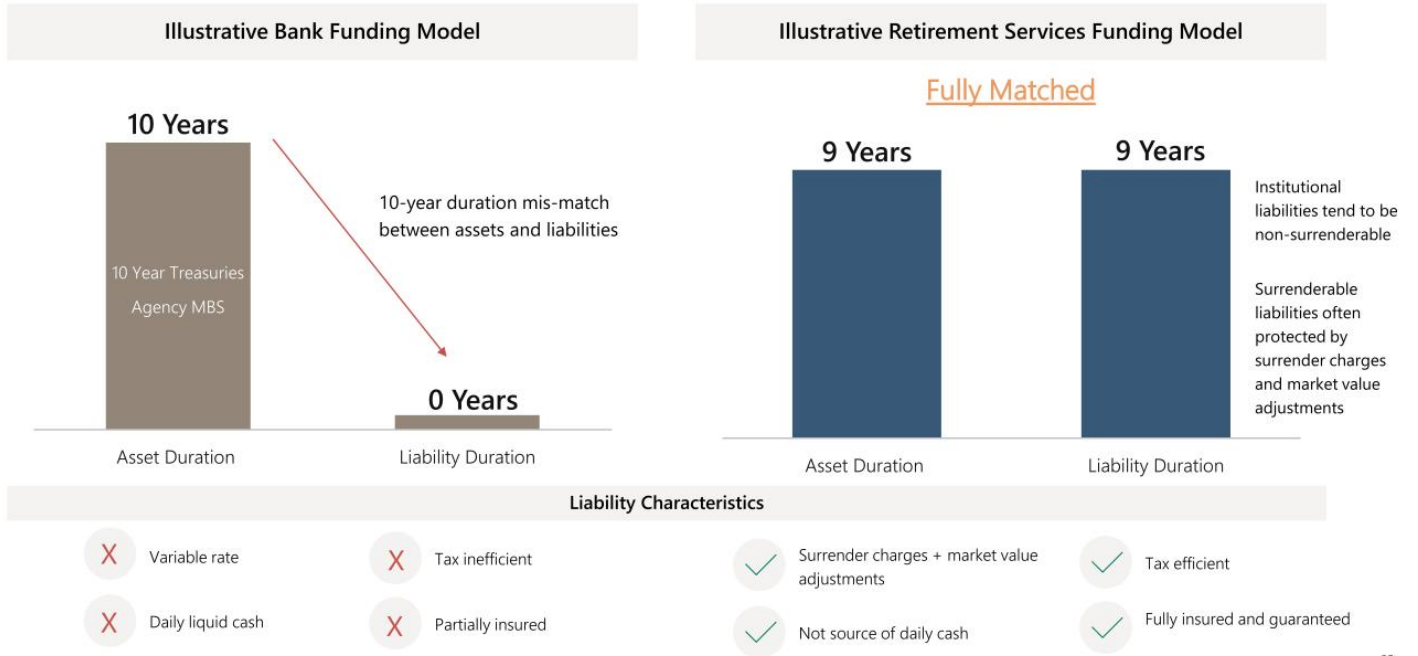 Illustrative Bank Funding Model
10 Years
10-year duration mis-match
between assets and liabilities
10 Year Treasuries
Agency MBS
0 Years
Asset Duration
Liability Duration
Illustrative Retirement Services Funding Model
Fully Matched
9 Years
9 Years
Institutional
liabilities tend to be
non-surrenderable
Surrenderable
liabilities often
protected by
surrender charges
and market value
adjustments
Asset Duration
Liability Duration
Liability Characteristics
X Variable rate
X Tax inefficient
X Daily liquid cash
X Partially insured
Surrender charges + market value
adjustments
Tax efficient
Not source of daily cash
Fully insured and guaranteed